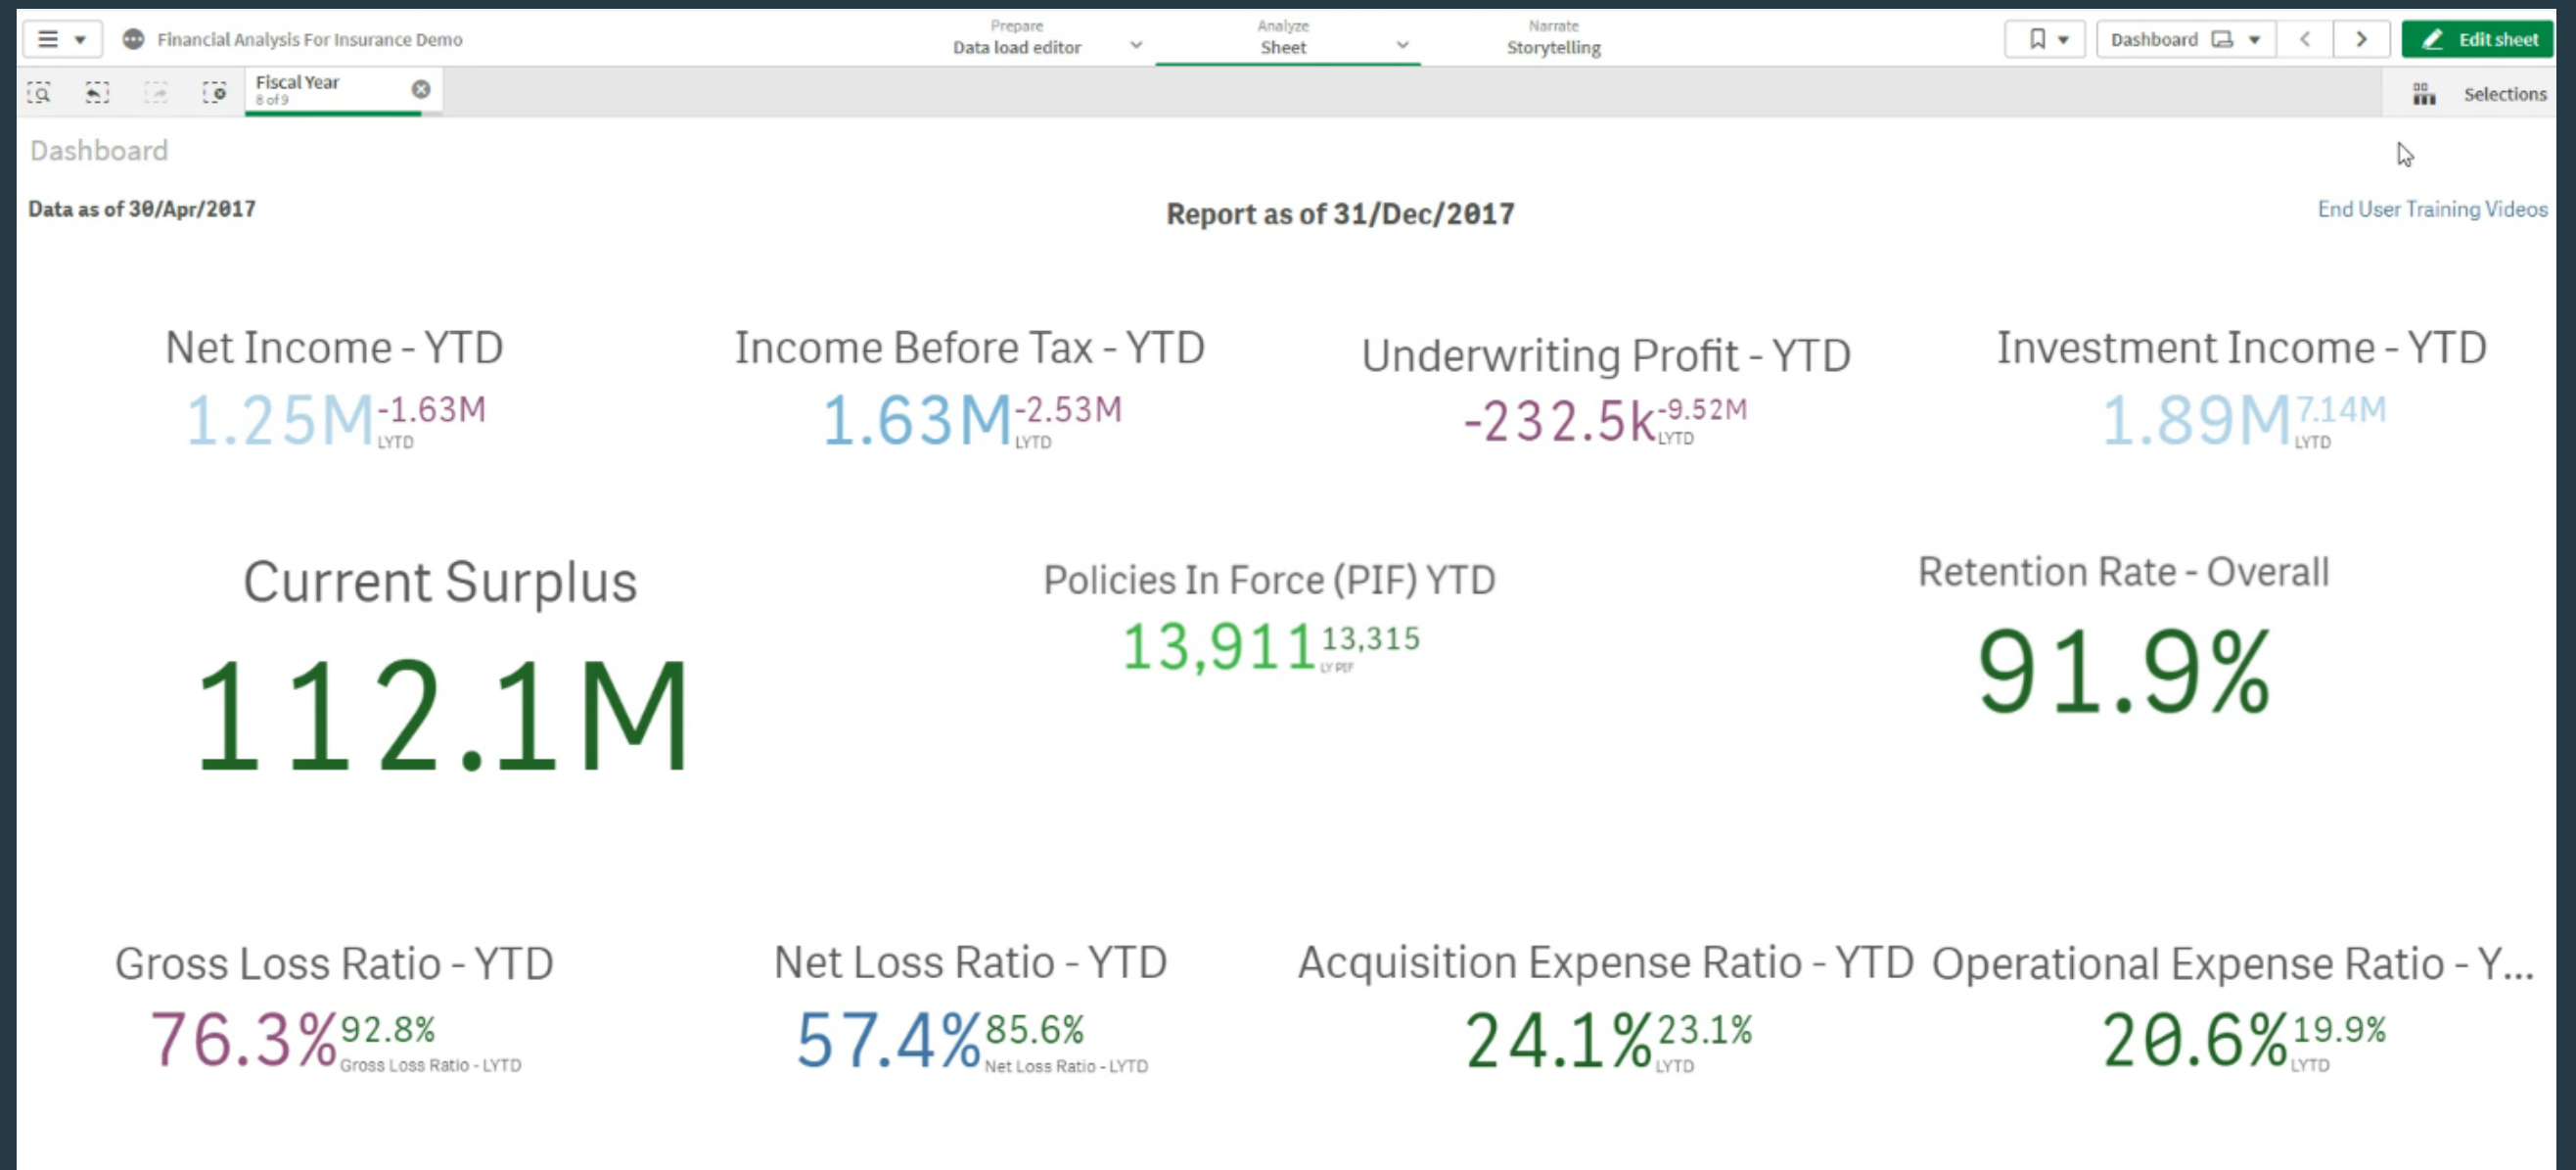 Financial Analysis For Insurance Demo
Prepare
Data load editor
Analyze
Sheet
Narrate
Storytelling
Dashboard
Edit sheet
Fiscal Year
8 of 9
Selections
Dashboard
Data as of 30/Apr/2017
Report as of 31/Dec/2017
End User Training Videos
Net Income - YTD
1.25M -1.63M
LYTD
Income Before Tax - YTD
1.63M -2.53M
LYTD
Underwriting Profit - YTD
-232.5k -9.52M
LYTD
Investment Income - YTD
1.89M 7.14M
LYTD
Current Surplus
112.1M
Policies In Force (PIF) YTD
13,911 13,315
LY PIF
Retention Rate - Overall
91.9%
Gross Loss Ratio - YTD
76.3% 92.8%
Gross Loss Ratio - LYTD
Net Loss Ratio - YTD
57.4% 85.6%
Net Loss Ratio - LYTD
Acquisition Expense Ratio - YTD
24.1% 23.1%
LYTD
Operational Expense Ratio - Y...
20.6% 19.9%
LYTD